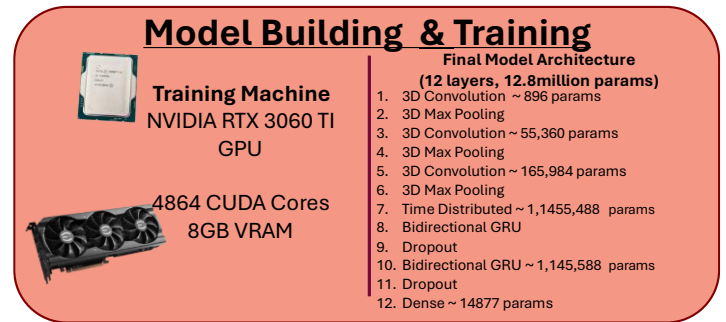 Model Building & Training
Training Machine
NVIDIA RTX 3060 TI
GPU
4864 CUDA Cores
8GB VRAM
Final Model Architecture
(12 layers, 12.8million params)
1. 3D Convolution ~ 896 params
2. 3D Max Pooling
3. 3D Convolution ~ 55,360 params
4. 3D Max Pooling
5. 3D Convolution ~ 165,984 params
6. 3D Max Pooling
7. Time Distributed ~ 1,1455,488 params
8. Bidirectional GRU
9. Dropout
10. Bidirectional GRU ~ 1,145,588 params
11. Dropout
12. Dense ~ 14877 params